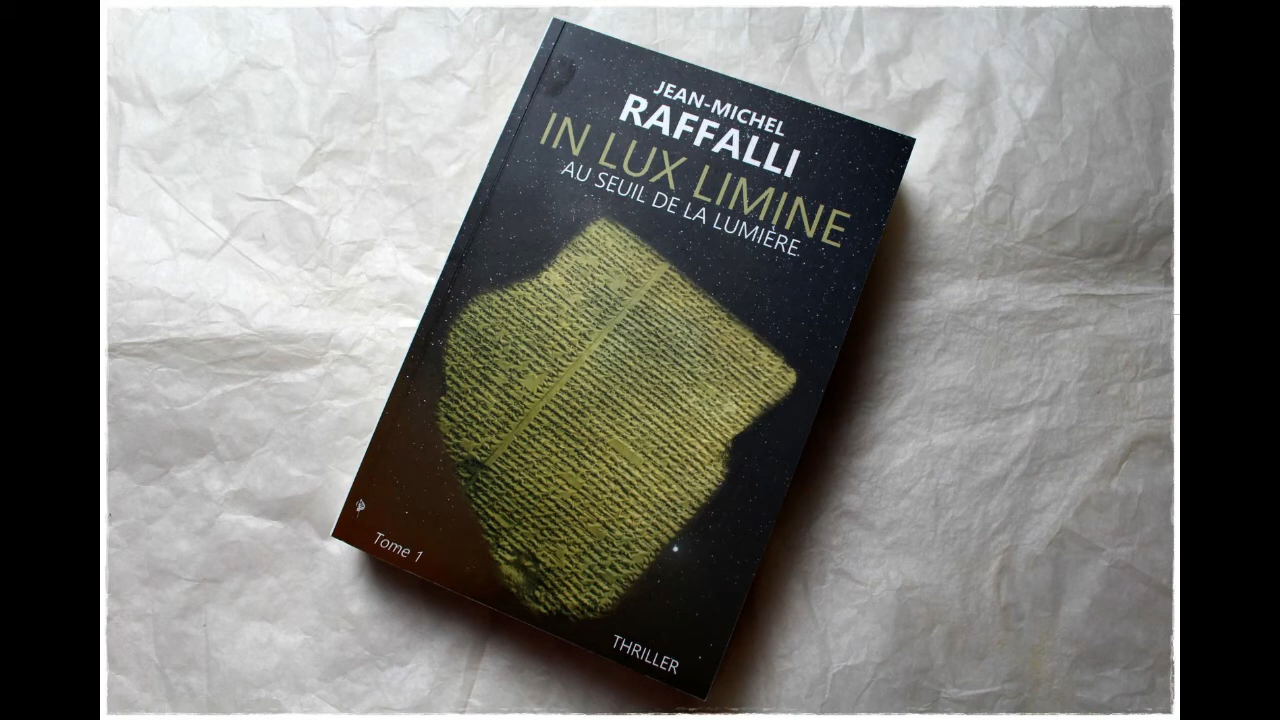 JEAN-MICHEL
RAFFALLI
IN LUX LIMINE
AU SEUIL DE LA LUMIÈRE
Tome 1
THRILLER